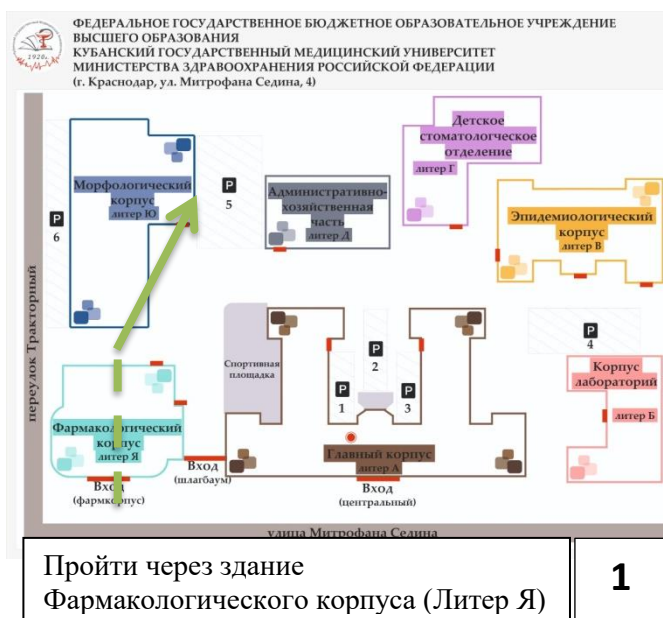 ФЕДЕРАЛЬНОЕ ГОСУДАРСТВЕННОЕ БЮДЖЕТНОЕ ОБРАЗОВАТЕЛЬНОЕ УЧРЕЖДЕНИЕ
ВЫСШЕГО ОБРАЗОВАНИЯ
КУБАНСКИЙ ГОСУДАРСТВЕННЫЙ МЕДИЦИНСКИЙ УНИВЕРСИТЕТ
МИНИСТЕРСТВА ЗДРАВООХРАНЕНИЯ РОССИЙСКОЙ ФЕДЕРАЦИИ
(г. Краснодар, ул. Митрофана Седина, 4)
1920г.
Детское
стоматологческое
отделение
литер Г
Морфологический
корпус
литер Ю
P
5
P
6
Административно-
хозяйственная
часть
литер Д
Эпидемиологический
корпус
литер В
переулок Тракторный
Спортивная
площадка
P
1
P
2
P
3
P
4
Корпус
лабораторий
литер Б
Фармакологический
корпус
литер Я
Главный корпус
литер А
Вход
(фармкорпус)
Вход
(шлагбаум)
Вход
(центральный)
улица Митрофана Седина
Пройти через здание
Фармакологического корпуса (Литер Я)
1